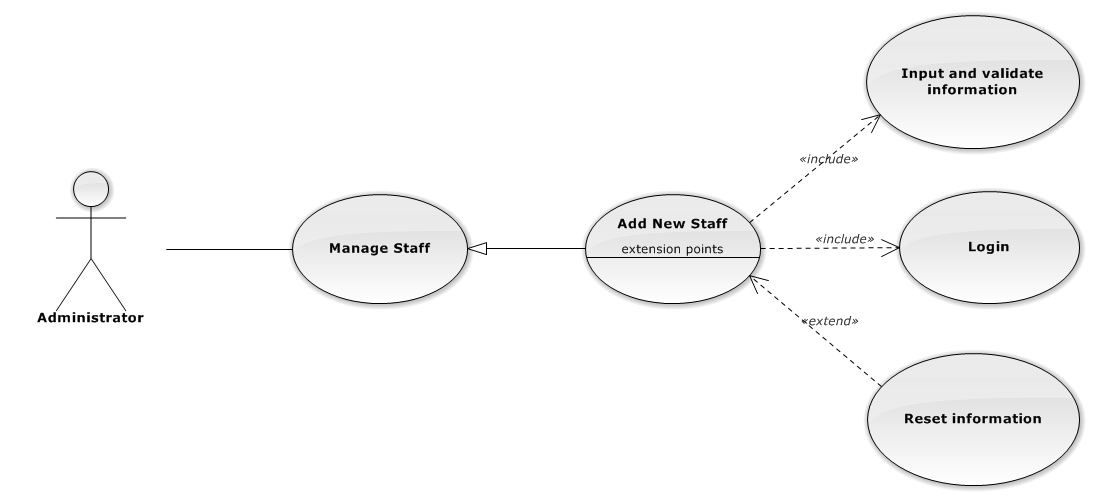 Input and validate
information
«include»
Add New Staff
extension points
Manage Staff
«include»
Login
Administrator
«extend»
Reset information